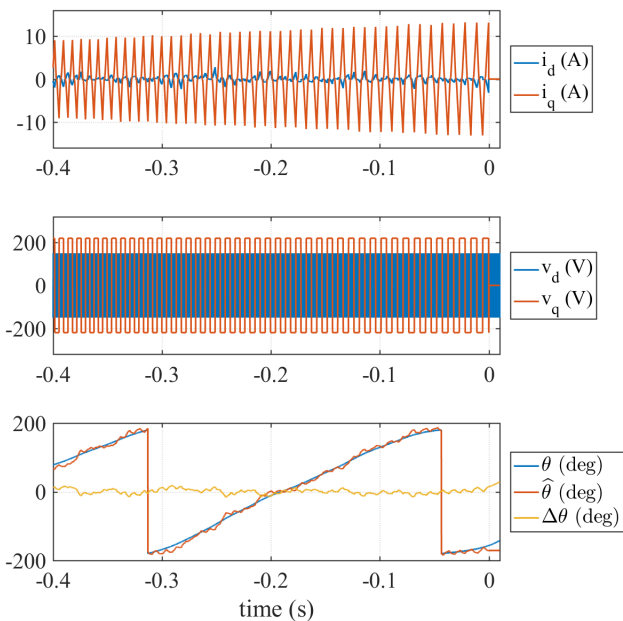 10
0
-10
-0.4 -0.3 -0.2 -0.1 0
i_d (A)
i_q (A)
200
0
-200
-0.4 -0.3 -0.2 -0.1 0
v_d (V)
v_q (V)
200
0
-200
-0.4 -0.3 -0.2 -0.1 0
θ (deg)
θ̂ (deg)
Δθ (deg)
time (s)